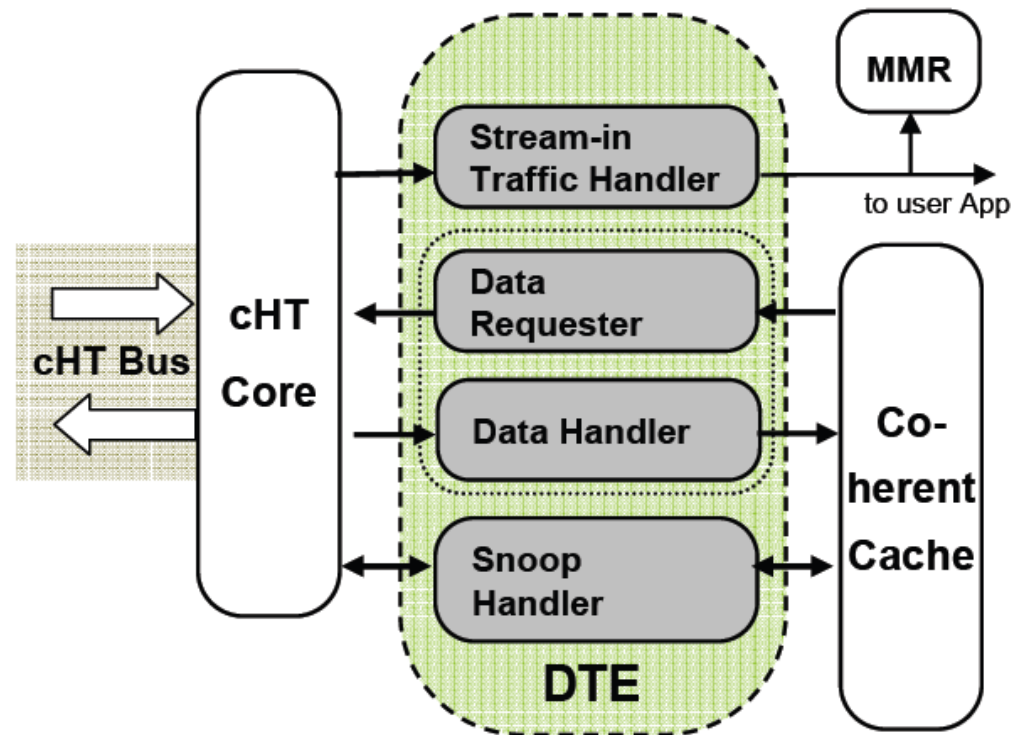 MMR
Stream-in
Traffic Handler
to user App
Data
Requester
cHT
Core
cHT Bus
Data Handler
Co-
herent
Cache
Snoop
Handler
DTE